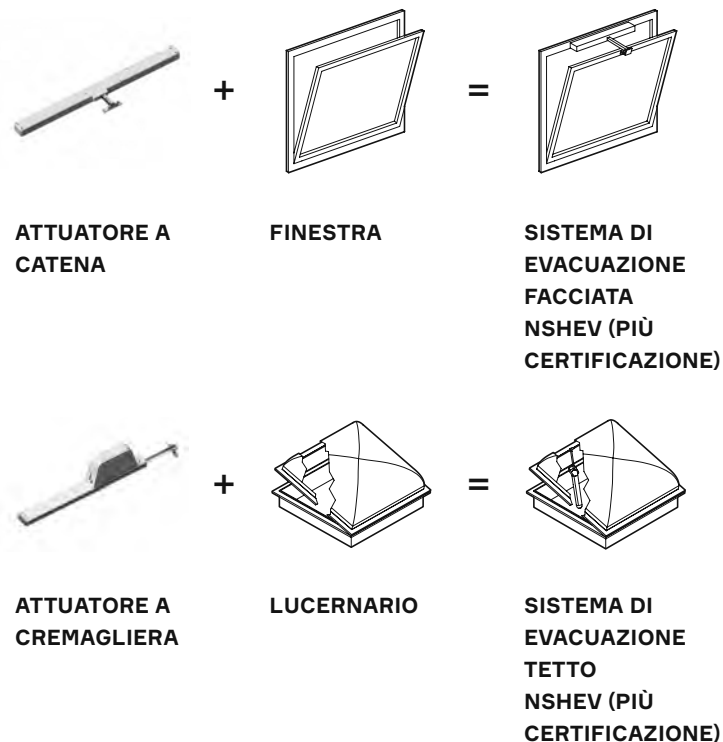 +
=
ATTUATORE A
CATENA
FINESTRA
SISTEMA DI
EVACUAZIONE
FACCIATA
NSHEV (PIÙ
CERTIFICAZIONE)
+
=
ATTUATORE A
CREMAGLIERA
LUCERNARIO
SISTEMA DI
EVACUAZIONE
TETTO
NSHEV (PIÙ
CERTIFICAZIONE)